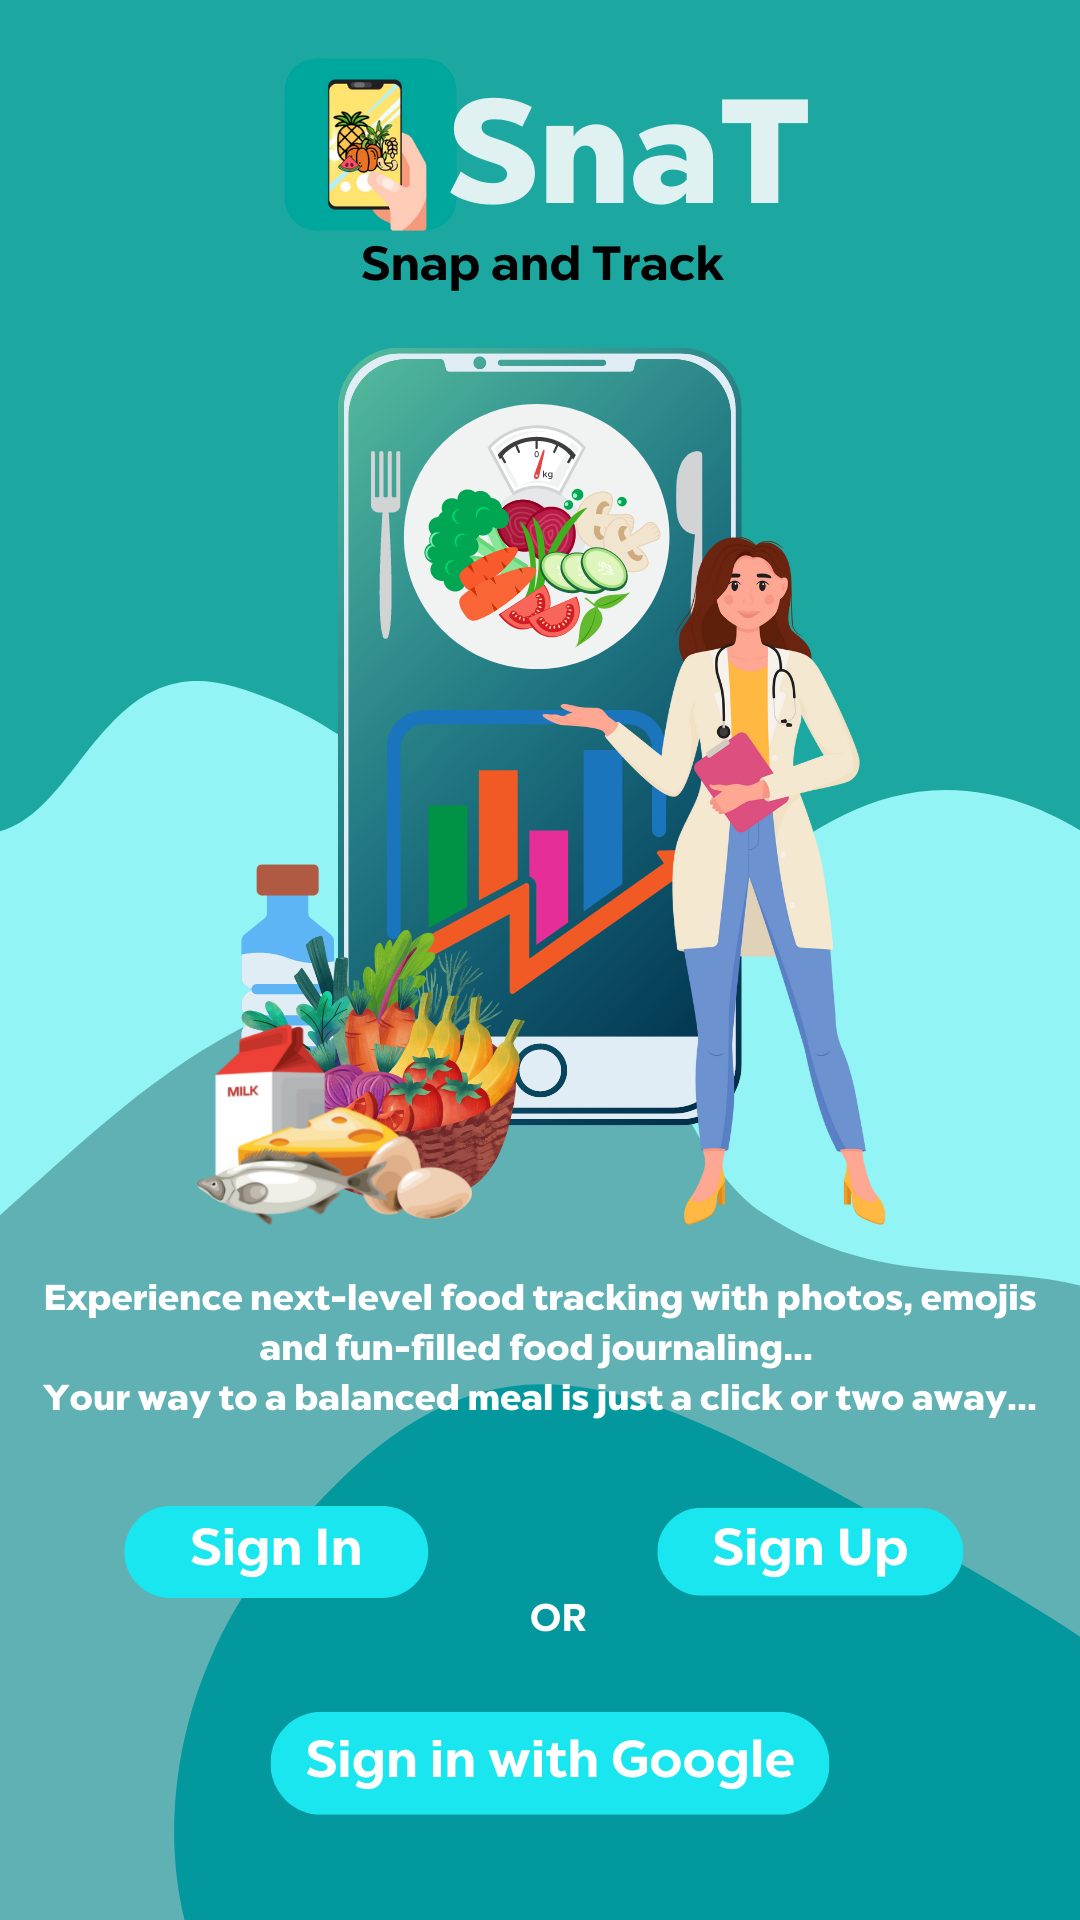 SnaT
Snap and Track
0
kg
MILK
Experience next-level food tracking with photos, emojis
and fun-filled food journaling...
Your way to a balanced meal is just a click or two away...
Sign In
Sign Up
OR
Sign in with Google